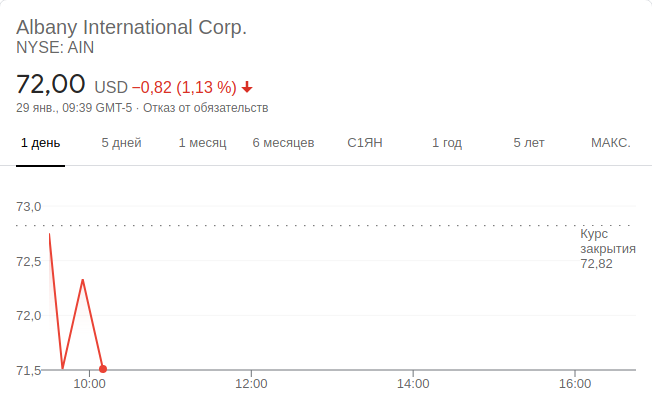 Albany International Corp.
NYSE: AIN
72,00 USD −0,82 (1,13 %)
29 янв., 09:39 GMT-5 · Отказ от обязательств
1 день 5 дней 1 месяц 6 месяцев С1ЯН 1 год 5 лет МАКС.
73,0
Курс
закрытия
72,82
72,5
72,0
71,5
10:00 12:00 14:00 16:00